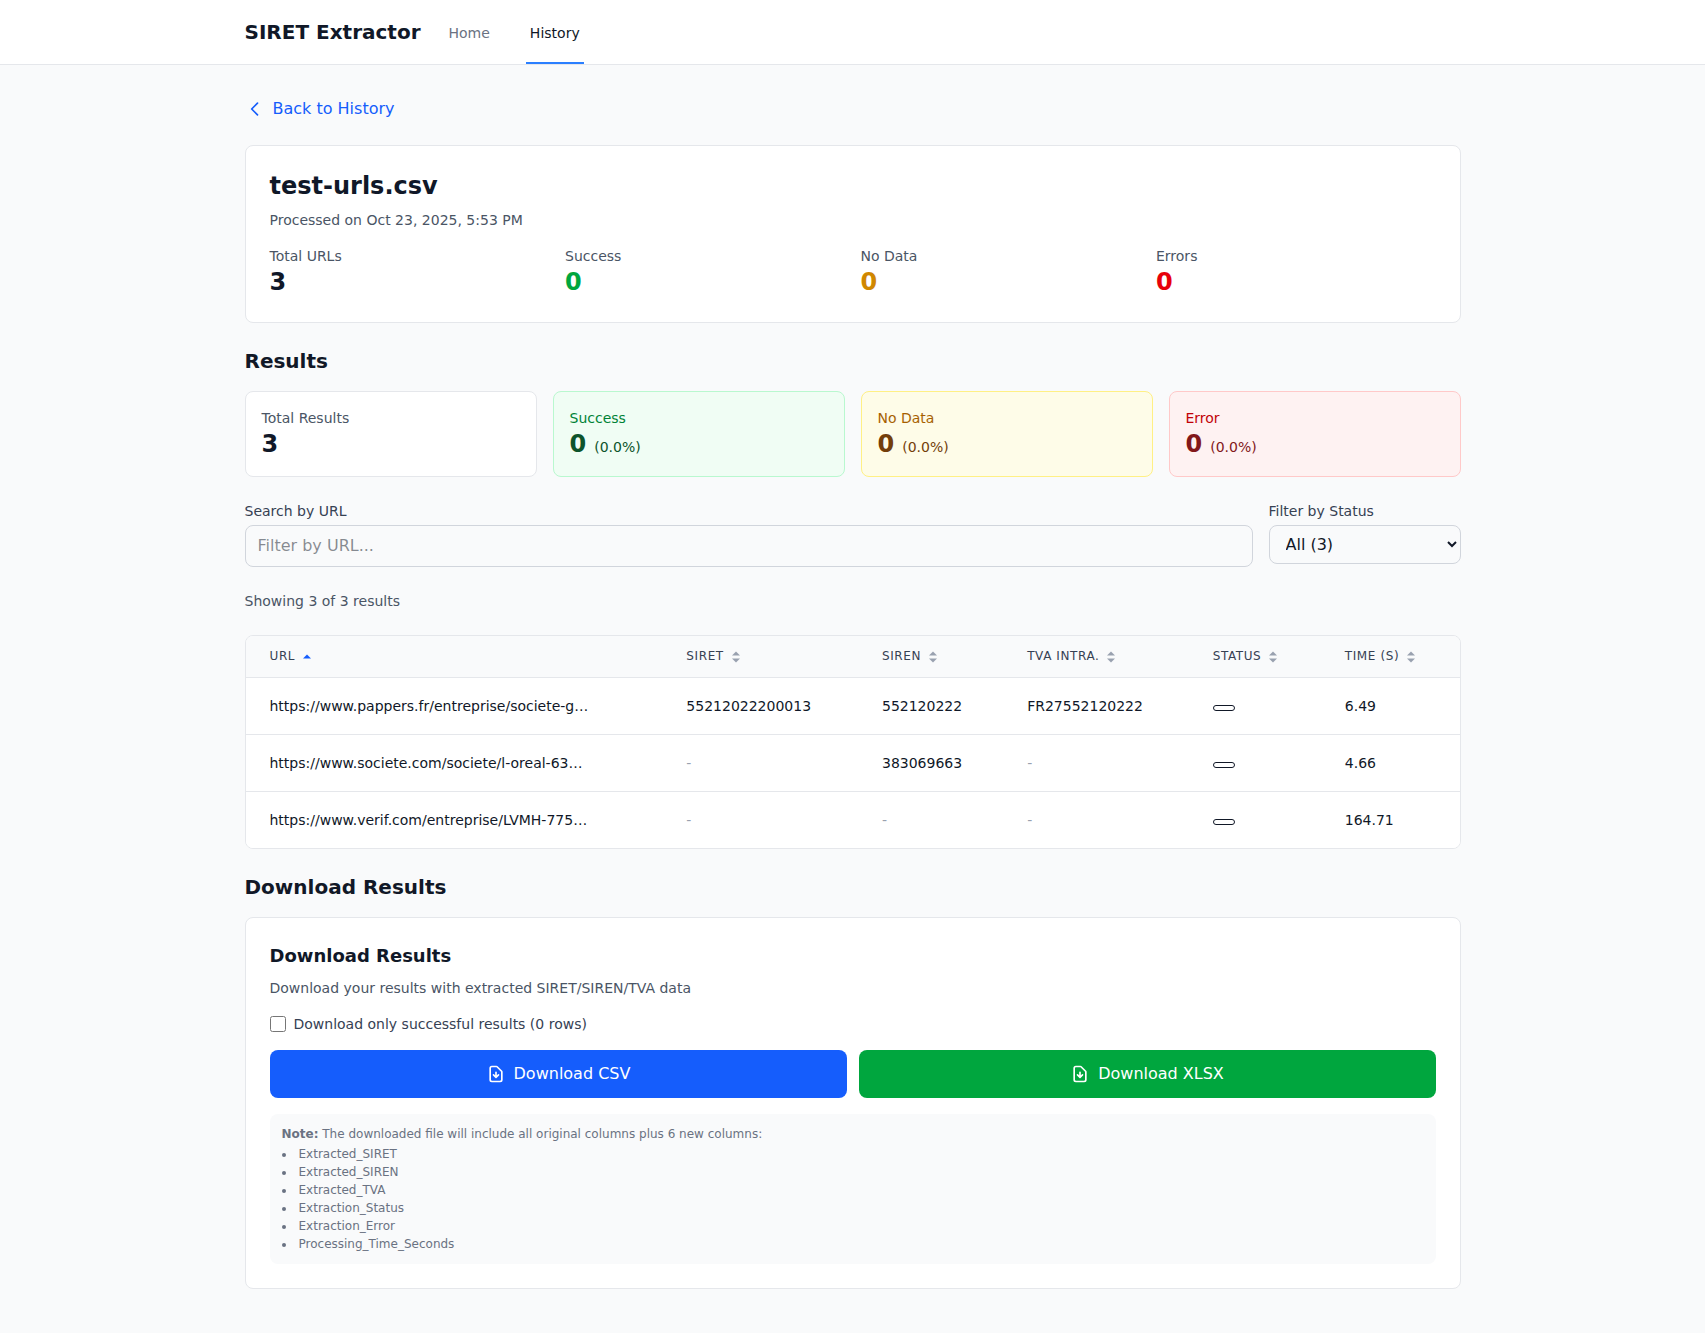 SIRET Extractor Home History
Back to History
test-urls.csv
Processed on Oct 23, 2025, 5:53 PM
Total URLs Success No Data Errors
3 0 0 0
Results
Total Results Success No Data Error
3 0 (0.0%) 0 (0.0%) 0 (0.0%)
Search by URL Filter by Status
Filter by URL... All (3)
Showing 3 of 3 results
URL SIRET SIREN TVA INTRA. STATUS TIME (S)
https://www.pappers.fr/entreprise/societe-g... 55212022200013 552120222 FR27552120222 6.49
https://www.societe.com/societe/l-oreal-63... - 383069663 - 4.66
https://www.verif.com/entreprise/LVMH-775... - - - 164.71
Download Results
Download Results
Download your results with extracted SIRET/SIREN/TVA data
Download only successful results (0 rows)
Download CSV Download XLSX
Note: The downloaded file will include all original columns plus 6 new columns:
• Extracted_SIRET
• Extracted_SIREN
• Extracted_TVA
• Extraction_Status
• Extraction_Error
• Processing_Time_Seconds